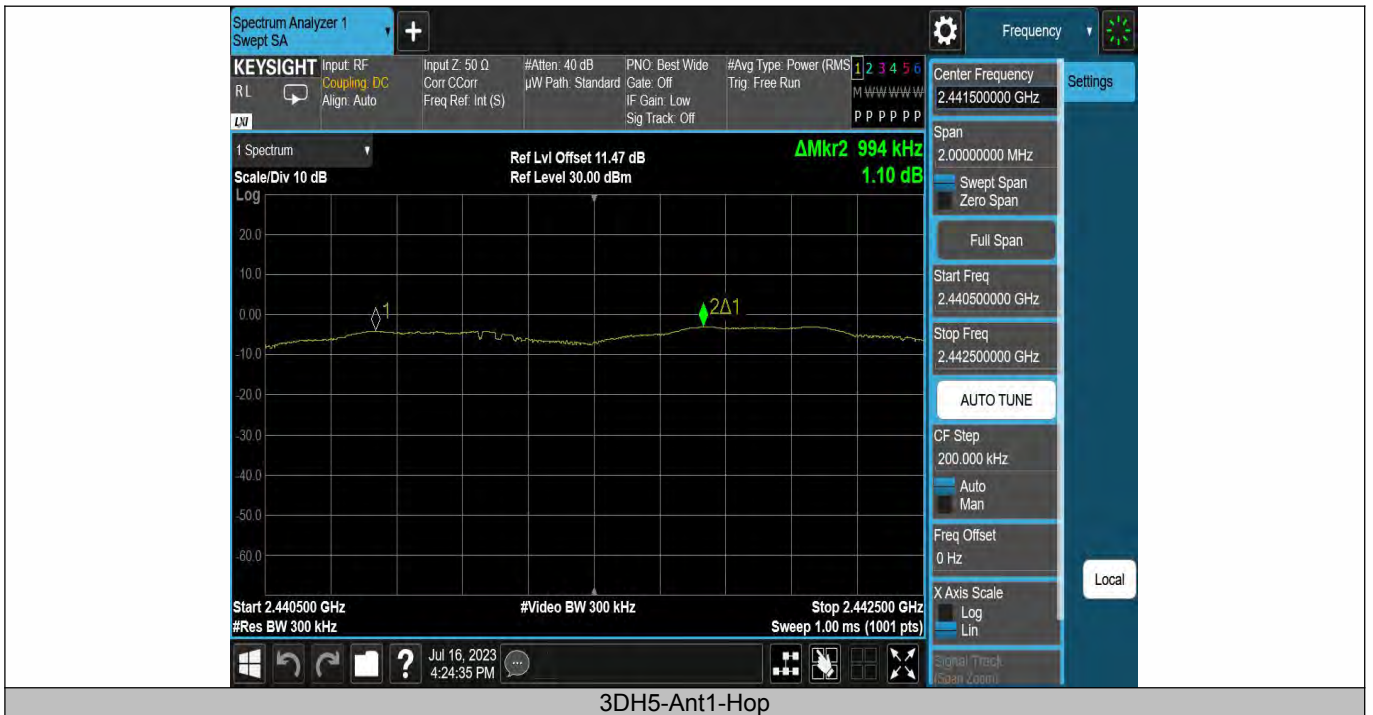 Spectrum Analyzer 1
Swept SA
+
Frequency
KEYSIGHT
RL
LXI
Input: RF
Coupling: DC
Align: Auto
Input Z: 50 Ω
Corr CCorr
Freq Ref: Int (S)
#Atten: 40 dB
µW Path: Standard
PNO: Best Wide
Gate: Off
IF Gain: Low
Sig Track: Off
#Avg Type: Power (RMS
Trig: Free Run
1 2 3 4 5 6
M W W W W W
P P P P P P
Center Frequency
2.441500000 GHz
Settings
Span
2.00000000 MHz
Swept Span
Zero Span
Full Span
Start Freq
2.440500000 GHz
Stop Freq
2.442500000 GHz
AUTO TUNE
CF Step
200.000 kHz
Auto
Man
Freq Offset
0 Hz
X Axis Scale
Log
Lin
Signal Track
(Span Zoom)
Local
1 Spectrum
Scale/Div 10 dB
Ref Lvl Offset 11.47 dB
Ref Level 30.00 dBm
ΔMkr2 994 kHz
1.10 dB
Log
20.0
10.0
0.00
-10.0
-20.0
-30.0
-40.0
-50.0
-60.0
1
2Δ1
Start 2.440500 GHz
#Res BW 300 kHz
#Video BW 300 kHz
Stop 2.442500 GHz
Sweep 1.00 ms (1001 pts)
?
Jul 16, 2023
4:24:35 PM
3DH5-Ant1-Hop